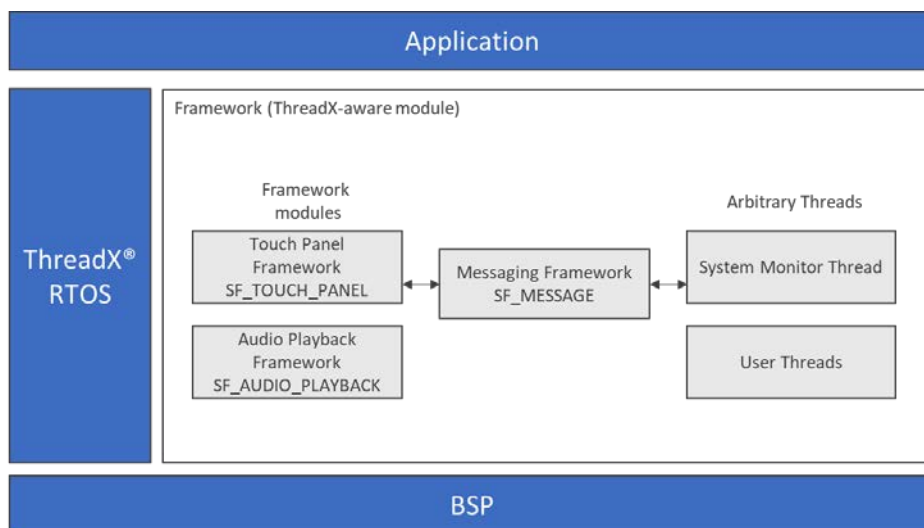 Application
ThreadX®
RTOS
Framework (ThreadX-aware module)
Framework
modules
Touch Panel
Framework
SF_TOUCH_PANEL
Audio Playback
Framework
SF_AUDIO_PLAYBACK
Messaging Framework
SF_MESSAGE
Arbitrary Threads
System Monitor Thread
User Threads
BSP